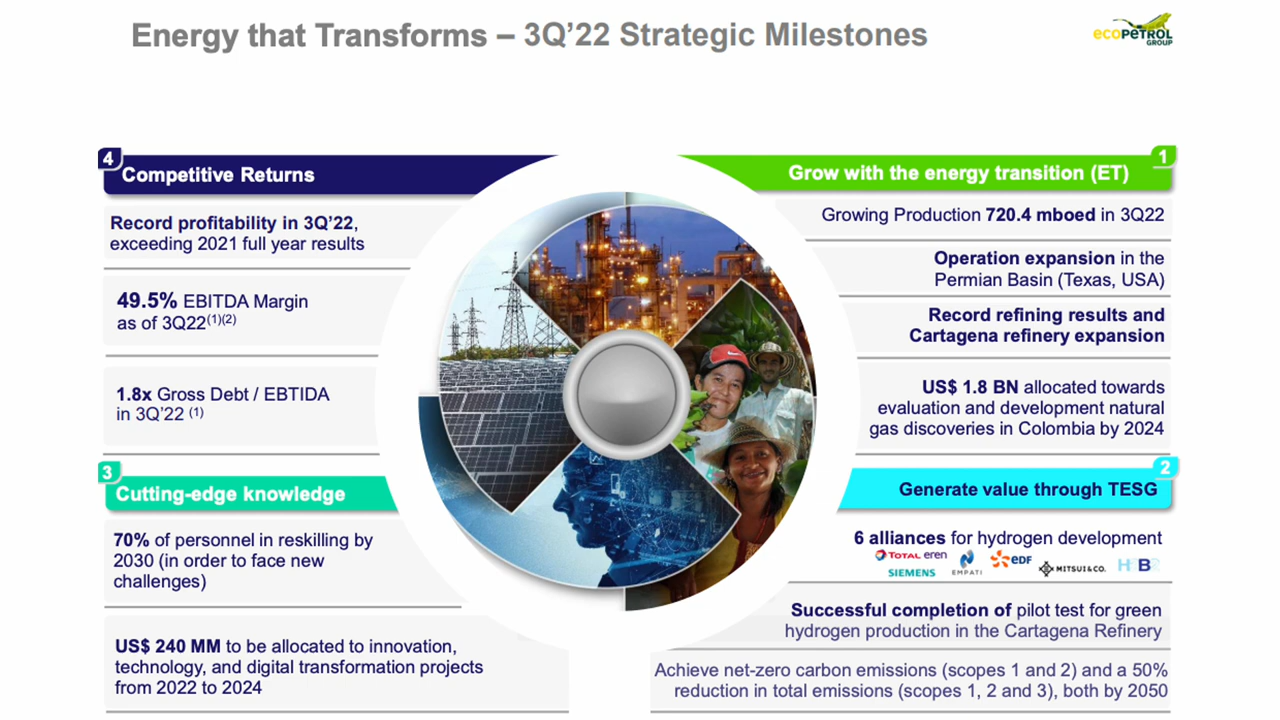 Energy that Transforms – 3Q’22 Strategic Milestones
ecoPETROL
GROUP
4
Competitive Returns
Record profitability in 3Q’22,
exceeding 2021 full year results
49.5% EBITDA Margin
as of 3Q22(1)(2)
1.8x Gross Debt / EBTIDA
in 3Q’22 (1)
1
Grow with the energy transition (ET)
Growing Production 720.4 mboed in 3Q22
Operation expansion in the
Permian Basin (Texas, USA)
Record refining results and
Cartagena refinery expansion
US$ 1.8 BN allocated towards
evaluation and development natural
gas discoveries in Colombia by 2024
3
Cutting-edge knowledge
70% of personnel in reskilling by
2030 (in order to face new
challenges)
US$ 240 MM to be allocated to innovation,
technology, and digital transformation projects
from 2022 to 2024
2
Generate value through TESG
6 alliances for hydrogen development
TOTAL eren
SIEMENS
EMPATI
eDF
MITSUI&CO.
Successful completion of pilot test for green
hydrogen production in the Cartagena Refinery
Achieve net-zero carbon emissions (scopes 1 and 2) and a 50%
reduction in total emissions (scopes 1, 2 and 3), both by 2050